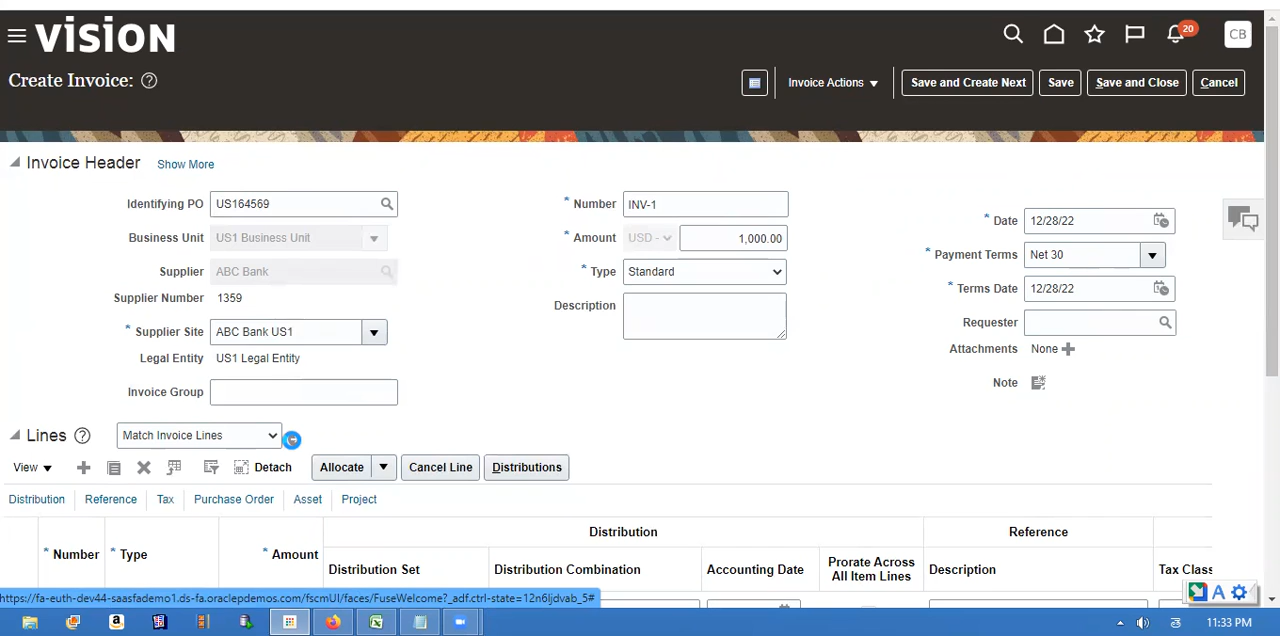 VISION
20
CB
Create Invoice:
Invoice Actions
Save and Create Next
Save
Save and Close
Cancel
Invoice Header
Show More
Identifying PO US164569
* Number INV-1
* Date 12/28/22
Business Unit US1 Business Unit
* Amount USD - 1,000.00
* Payment Terms Net 30
Supplier ABC Bank
* Type Standard
* Terms Date 12/28/22
Supplier Number 1359
Description
Requester
* Supplier Site ABC Bank US1
Attachments None
Legal Entity US1 Legal Entity
Note
Invoice Group
Lines Match Invoice Lines
View
Detach
Allocate
Cancel Line
Distributions
Distribution
Reference
Tax
Purchase Order
Asset
Project
Distribution
Reference
* Number
* Type
* Amount
Distribution Set
Distribution Combination
Accounting Date
Prorate Across
All Item Lines
Description
Tax Class
https://fa-euth-dev44-saasfademo1.ds-fa.oraclepdemos.com/fscmUI/faces/FuseWelcome?_adf.ctrl-state=12n6ljdvab_5#
A
11:33 PM